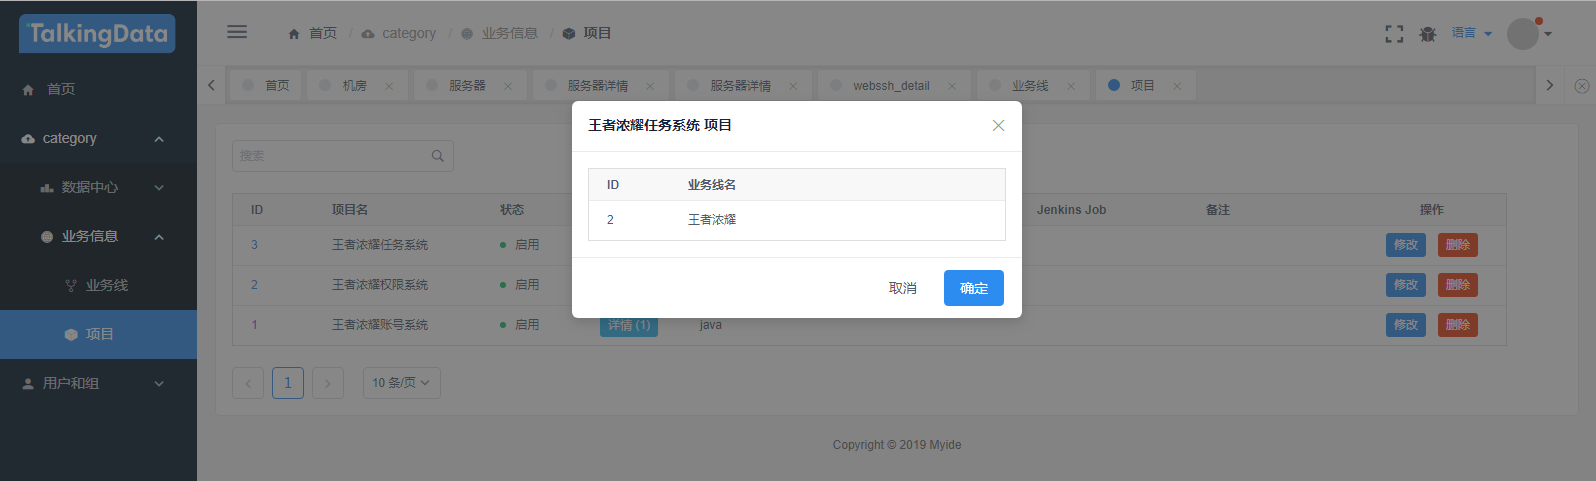 TalkingData
首页
category
数据中心
业务信息
业务线
项目
用户和组
首页 / category / 业务信息 / 项目
语言
首页 机房 服务器 服务器详情 服务器详情 webssh_detail 业务线 项目
搜索
ID 项目名 状态 Jenkins Job 备注 操作
3 王者浓耀任务系统 启用 修改 删除
2 王者浓耀权限系统 启用 修改 删除
1 王者浓耀账号系统 启用 详情 (1) java 修改 删除
1 10 条/页
王者浓耀任务系统 项目
ID 业务线名
2 王者浓耀
取消 确定
Copyright © 2019 Myide